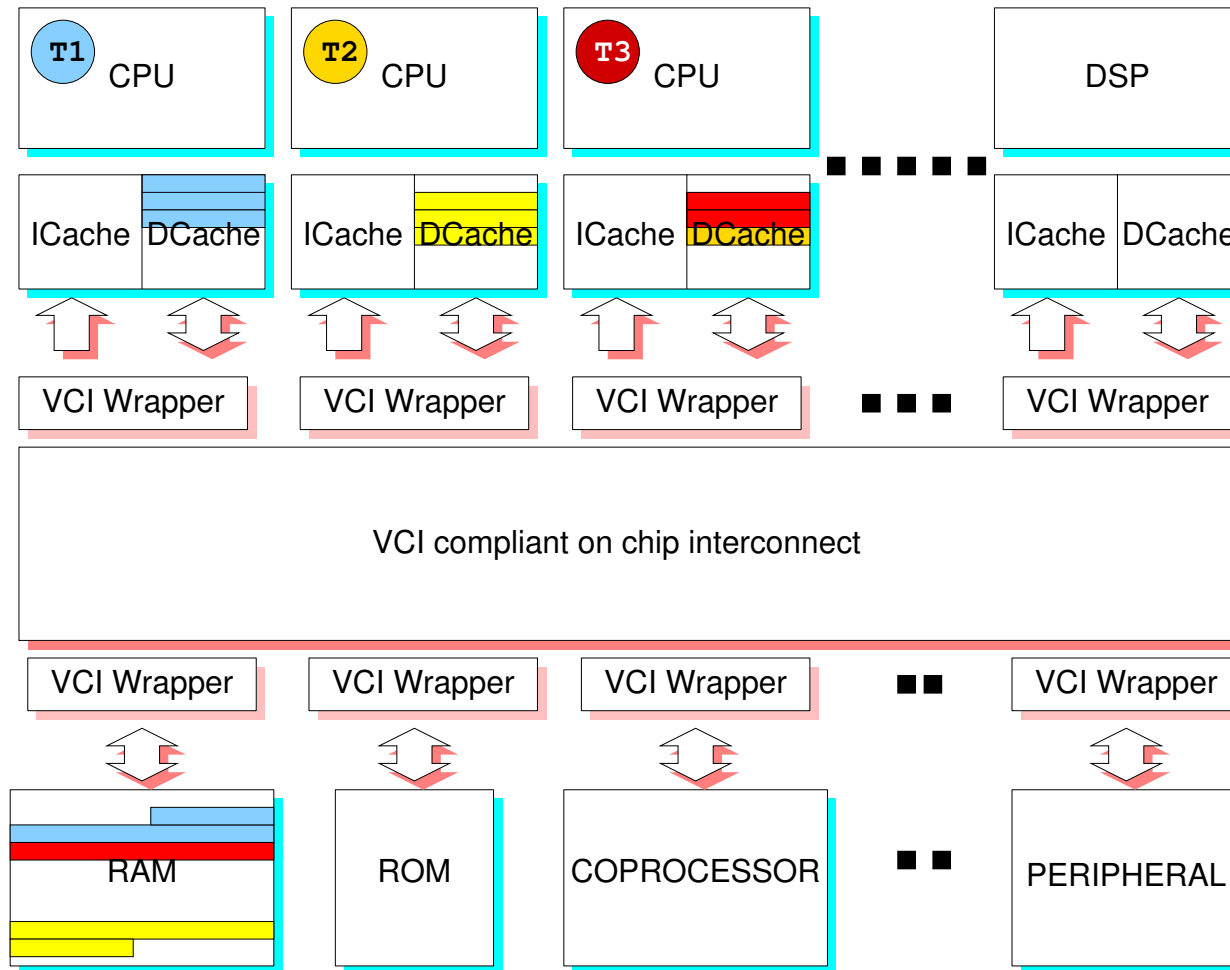 T1 CPU
T2 CPU
T3 CPU
DSP
ICache DCache
ICache DCache
ICache DCache
ICache DCache
VCI Wrapper
VCI Wrapper
VCI Wrapper
VCI Wrapper
VCI compliant on chip interconnect
VCI Wrapper
VCI Wrapper
VCI Wrapper
VCI Wrapper
RAM
ROM
COPROCESSOR
PERIPHERAL